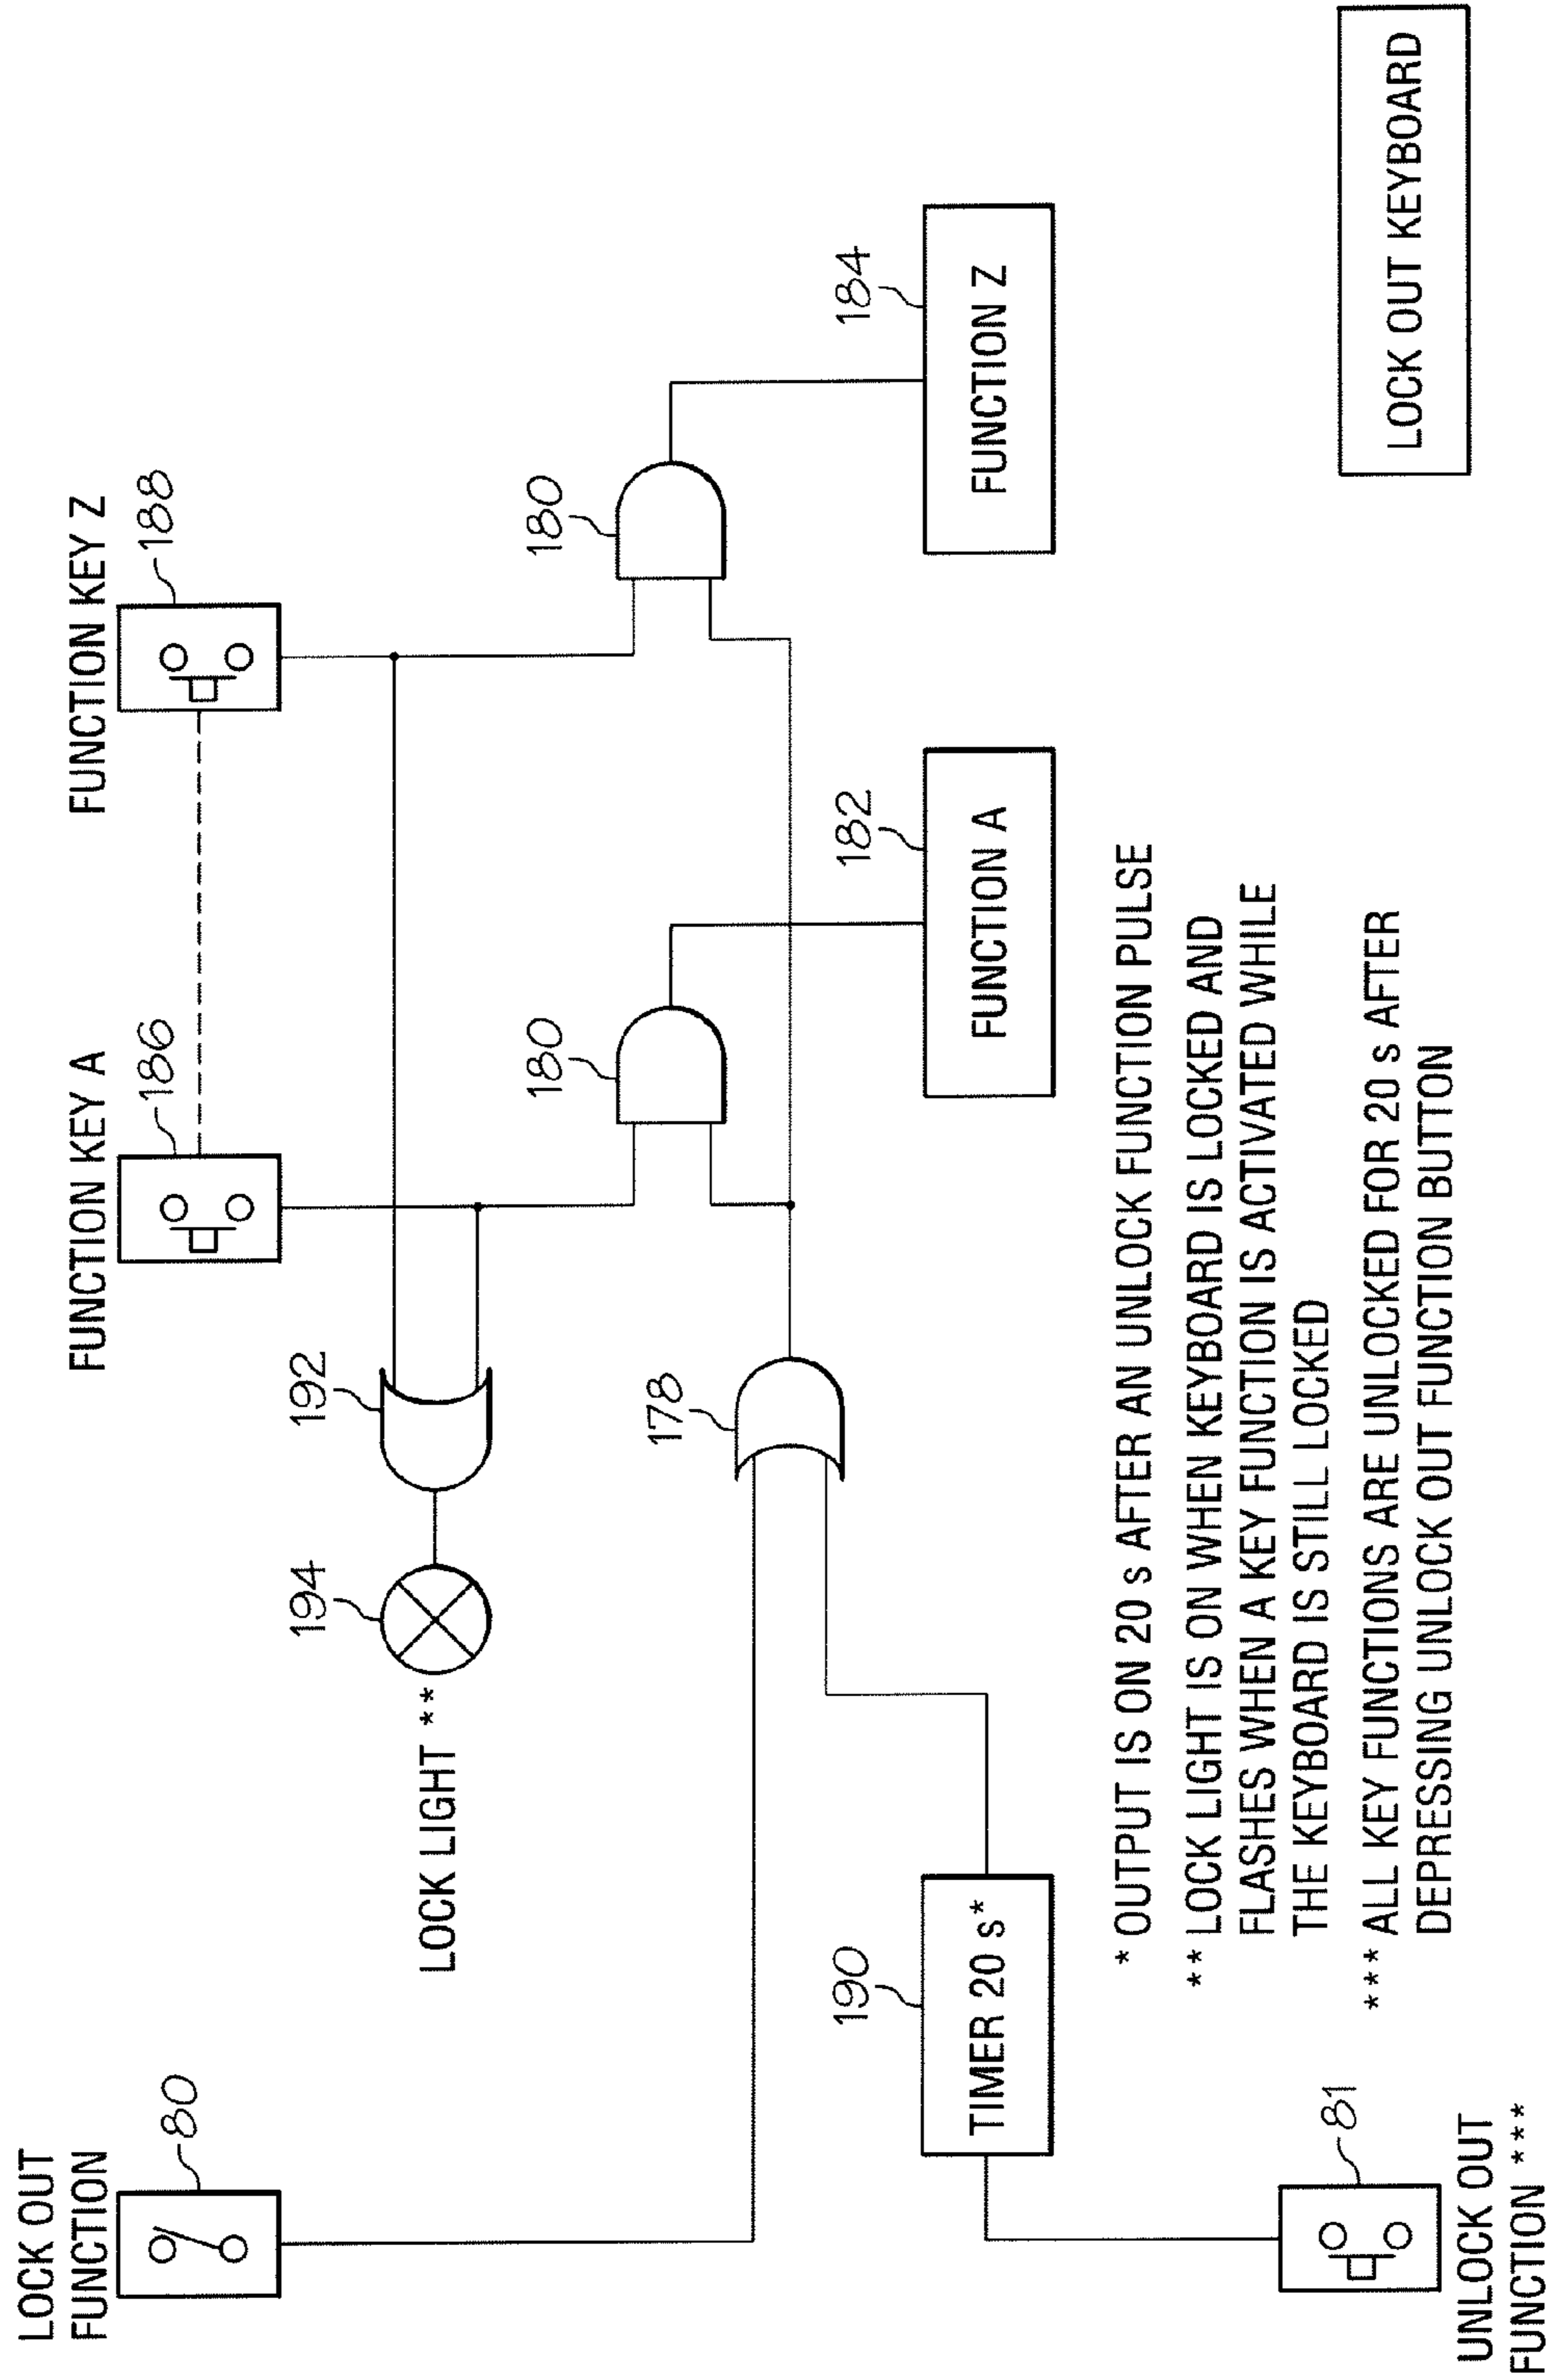 LOCK OUT
FUNCTION
80
FUNCTION KEY A
186
FUNCTION KEY Z
188
LOCK LIGHT **
194
192
180
180
178
190
TIMER 20 s*
182
FUNCTION A
184
FUNCTION Z
81
UNLOCK OUT
FUNCTION ***
* OUTPUT IS ON 20 s AFTER AN UNLOCK FUNCTION PULSE
** LOCK LIGHT IS ON WHEN KEYBOARD IS LOCKED AND
FLASHES WHEN A KEY FUNCTION IS ACTIVATED WHILE
THE KEYBOARD IS STILL LOCKED
*** ALL KEY FUNCTIONS ARE UNLOCKED FOR 20 s AFTER
DEPRESSING UNLOCK OUT FUNCTION BUTTON
LOCK OUT KEYBOARD